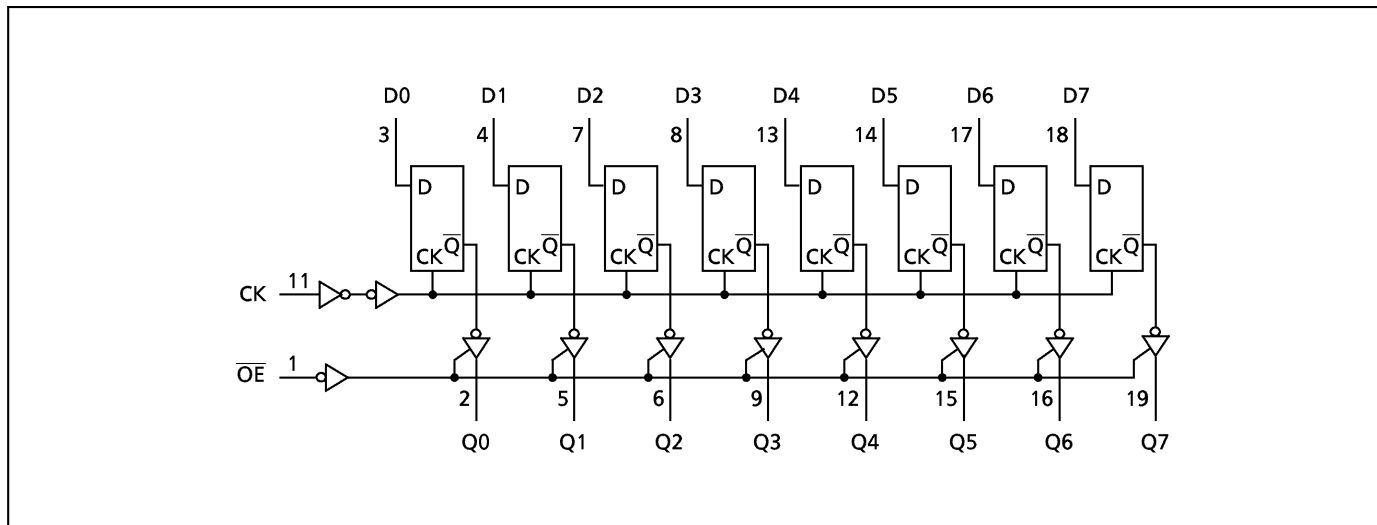 D0 D1 D2 D3 D4 D5 D6 D7
3 4 7 8 13 14 17 18
D D D D D D D D
Q̅ Q̅ Q̅ Q̅ Q̅ Q̅ Q̅ Q̅
CK CK CK CK CK CK CK CK
CK 11
O̅E̅ 1
2 5 6 9 12 15 16 19
Q0 Q1 Q2 Q3 Q4 Q5 Q6 Q7